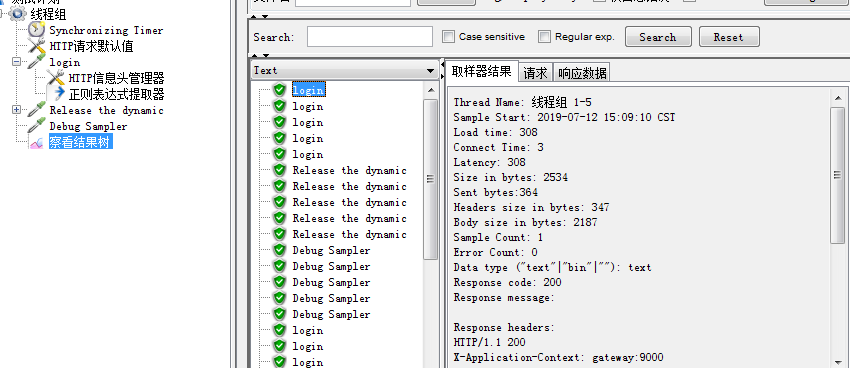 线程组
Synchronizing Timer
HTTP请求默认值
login
HTTP信息头管理器
正则表达式提取器
Release the dynamic
Debug Sampler
察看结果树
Search:
Case sensitive
Regular exp.
Search
Reset
Text
login
login
login
login
login
Release the dynamic
Release the dynamic
Release the dynamic
Release the dynamic
Release the dynamic
Debug Sampler
Debug Sampler
Debug Sampler
Debug Sampler
Debug Sampler
login
login
login
取样器结果
请求
响应数据
Thread Name: 线程组 1-5
Sample Start: 2019-07-12 15:09:10 CST
Load time: 308
Connect Time: 3
Latency: 308
Size in bytes: 2534
Sent bytes:364
Headers size in bytes: 347
Body size in bytes: 2187
Sample Count: 1
Error Count: 0
Data type ("text"|"bin"|""): text
Response code: 200
Response message:
Response headers:
HTTP/1.1 200
X-Application-Context: gateway:9000